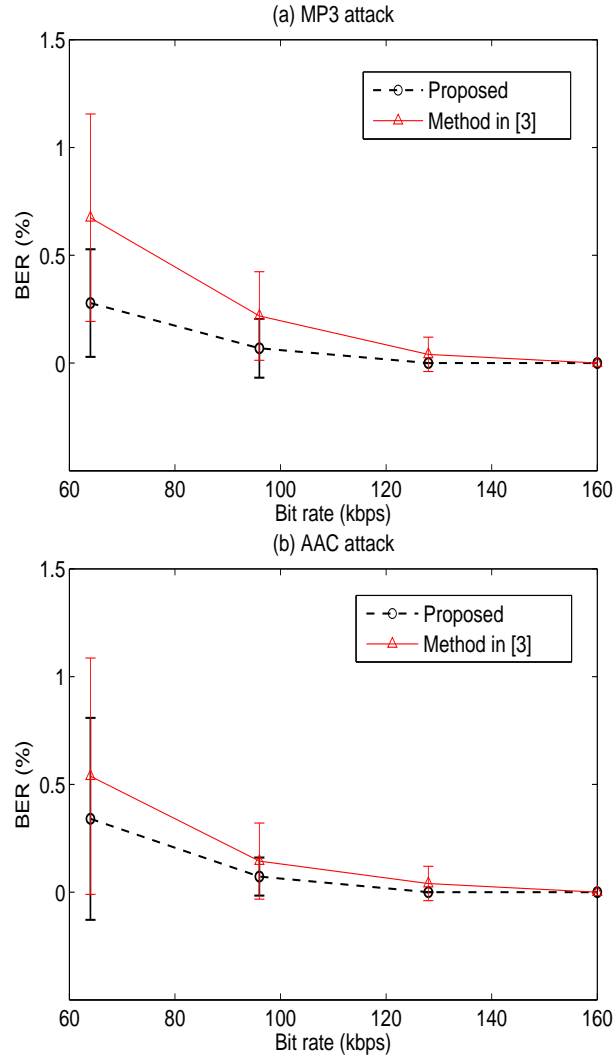 (a) MP3 attack
1.5
Proposed
Method in [3]
1
BER (%)
0.5
0
60 80 100 120 140 160
Bit rate (kbps)
(b) AAC attack
1.5
Proposed
Method in [3]
1
BER (%)
0.5
0
60 80 100 120 140 160
Bit rate (kbps)